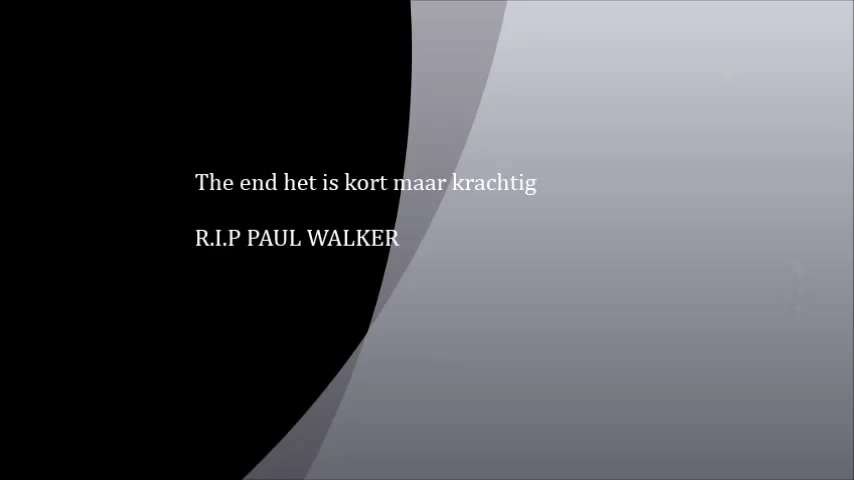 The end het is kort maar krachtig
R.I.P PAUL WALKER